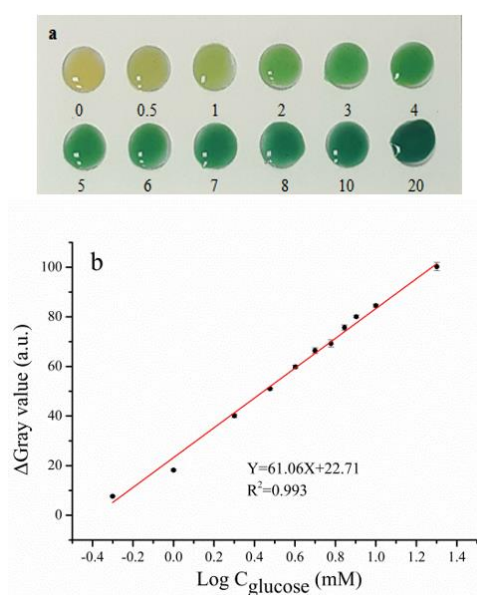 a
0 0.5 1 2 3 4
5 6 7 8 10 20
b
100
80
60
40
20
0
ΔGray value (a.u.)
Y=61.06X+22.71
R²=0.993
-0.4 -0.2 0.0 0.2 0.4 0.6 0.8 1.0 1.2 1.4
Log C glucose (mM)